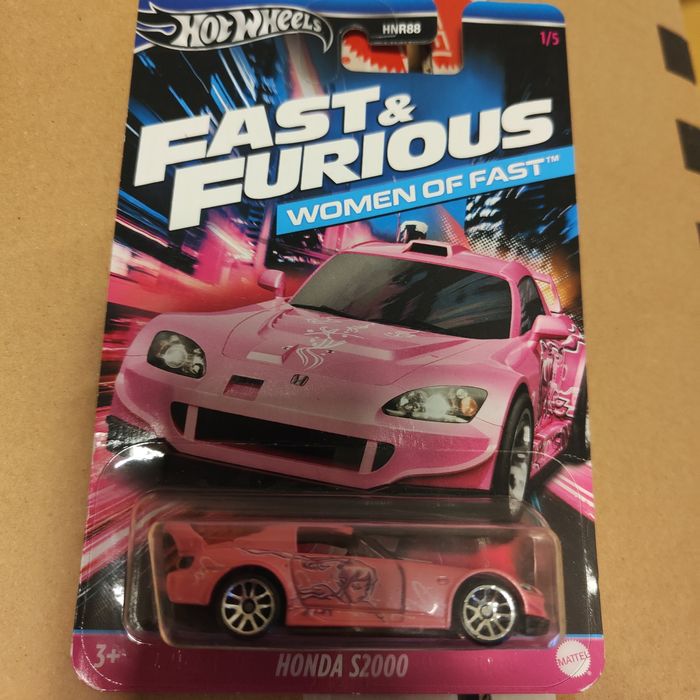 HOT WHEELS
HNR88
1/5
FAST & FURIOUS
WOMEN OF FAST™
3+
HONDA S2000
MATTEL